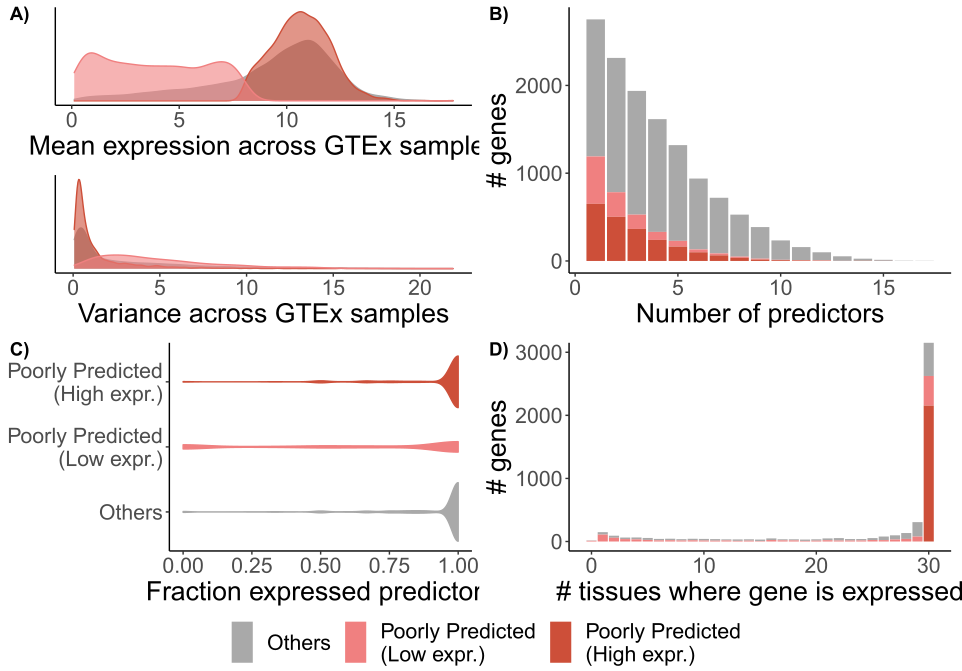 A)
0
5
10
15
Mean expression across GTEx sample
0
5
10
15
20
Variance across GTEx samples
B)
# genes
2000
1000
0
0
5
10
15
Number of predictors
C)
Poorly Predicted
(High expr.)
Poorly Predicted
(Low expr.)
Others
0.00
0.25
0.50
0.75
1.00
Fraction expressed predictor
D)
# genes
3000
2000
1000
0
0
10
20
30
# tissues where gene is expressed
Others
Poorly Predicted
(Low expr.)
Poorly Predicted
(High expr.)